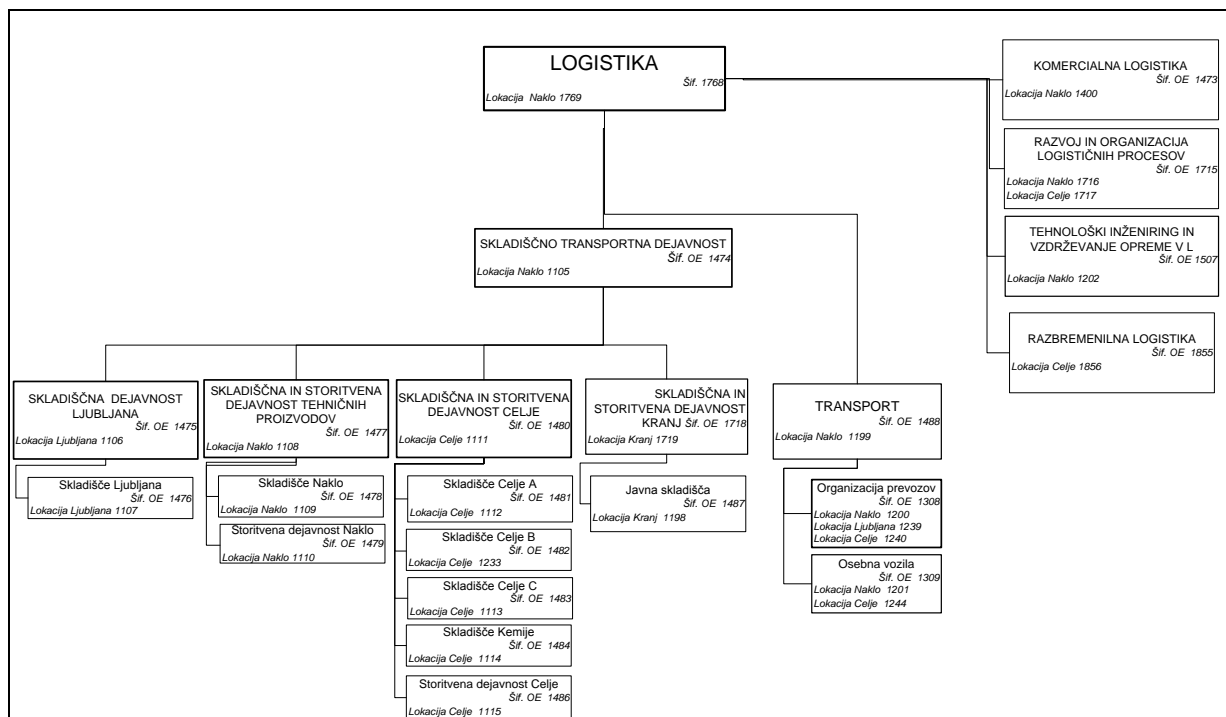 LOGISTIKA
Šif. 1768
Lokacija Naklo 1769
KOMERCIALNA LOGISTIKA
Šif. OE 1473
Lokacija Naklo 1400
RAZVOJ IN ORGANIZACIJA
LOGISTIČNIH PROCESOV
Šif. OE 1715
Lokacija Naklo 1716
Lokacija Celje 1717
TEHNOLOŠKI INŽENIRING IN
VZDRŽEVANJE OPREME V L
Šif. OE 1507
Lokacija Naklo 1202
RAZBREMENILNA LOGISTIKA
Šif. OE 1855
Lokacija Celje 1856
SKLADIŠČNO TRANSPORTNA DEJAVNOST
Šif. OE 1474
Lokacija Naklo 1105
SKLADIŠČNA DEJAVNOST
LJUBLJANA
Šif. OE 1475
Lokacija Ljubljana 1106
Skladišče Ljubljana
Šif. OE 1476
Lokacija Ljubljana 1107
SKLADIŠČNA IN STORITVENA
DEJAVNOST TEHNIČNIH
PROIZVODOV
Šif. OE 1477
Lokacija Naklo 1108
Skladišče Naklo
Šif. OE 1478
Lokacija Naklo 1109
Storitvena dejavnost Naklo
Šif. OE 1479
Lokacija Naklo 1110
SKLADIŠČNA IN STORITVENA
DEJAVNOST CELJE
Šif. OE 1480
Lokacija Celje 1111
Skladišče Celje A
Šif. OE 1481
Lokacija Celje 1112
Skladišče Celje B
Šif. OE 1482
Lokacija Celje 1233
Skladišče Celje C
Šif. OE 1483
Lokacija Celje 1113
Skladišče Kemije
Šif. OE 1484
Lokacija Celje 1114
Storitvena dejavnost Celje
Šif. OE 1486
Lokacija Celje 1115
SKLADIŠČNA IN
STORITVENA DEJAVNOST
KRANJ Šif. OE 1718
Lokacija Kranj 1719
Javna skladišča
Šif. OE 1487
Lokacija Kranj 1198
TRANSPORT
Šif. OE 1488
Lokacija Naklo 1199
Organizacija prevozov
Šif. OE 1308
Lokacija Naklo 1200
Lokacija Ljubljana 1239
Lokacija Celje 1240
Osebna vozila
Šif. OE 1309
Lokacija Naklo 1201
Lokacija Celje 1244